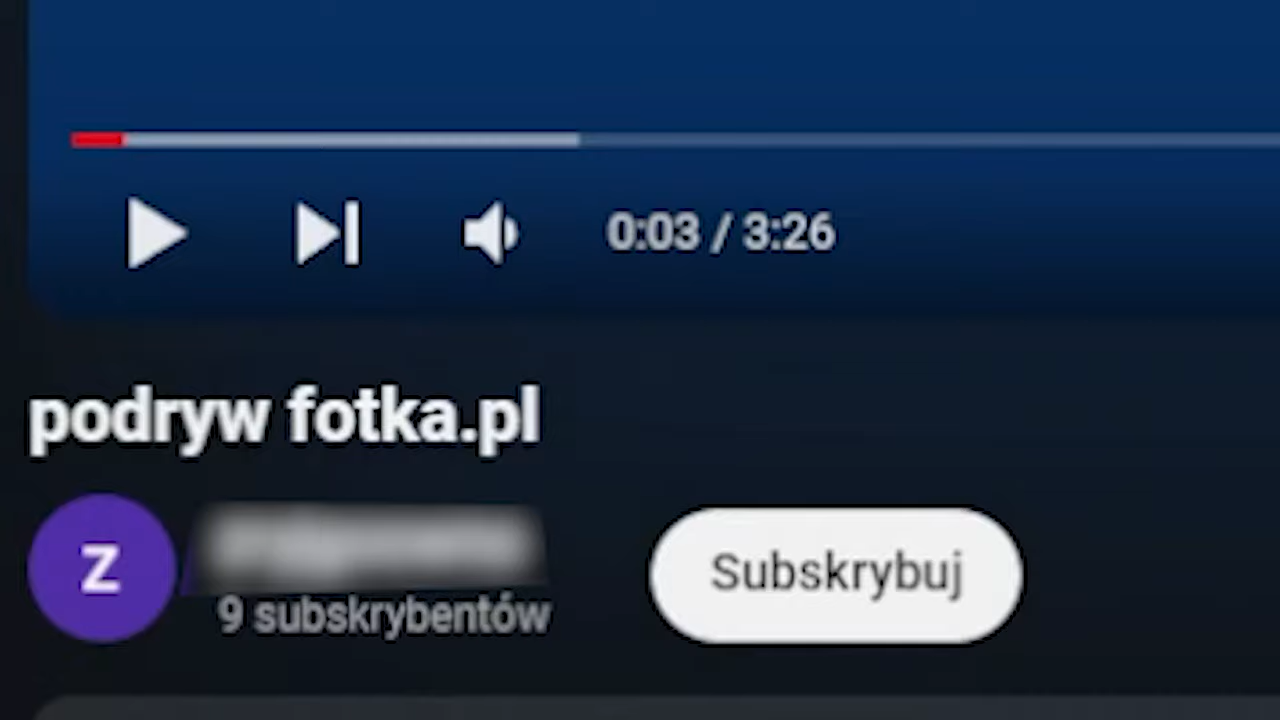 0:03 / 3:26
podryw fotka.pl
z
9 subskrybentów
Subskrybuj